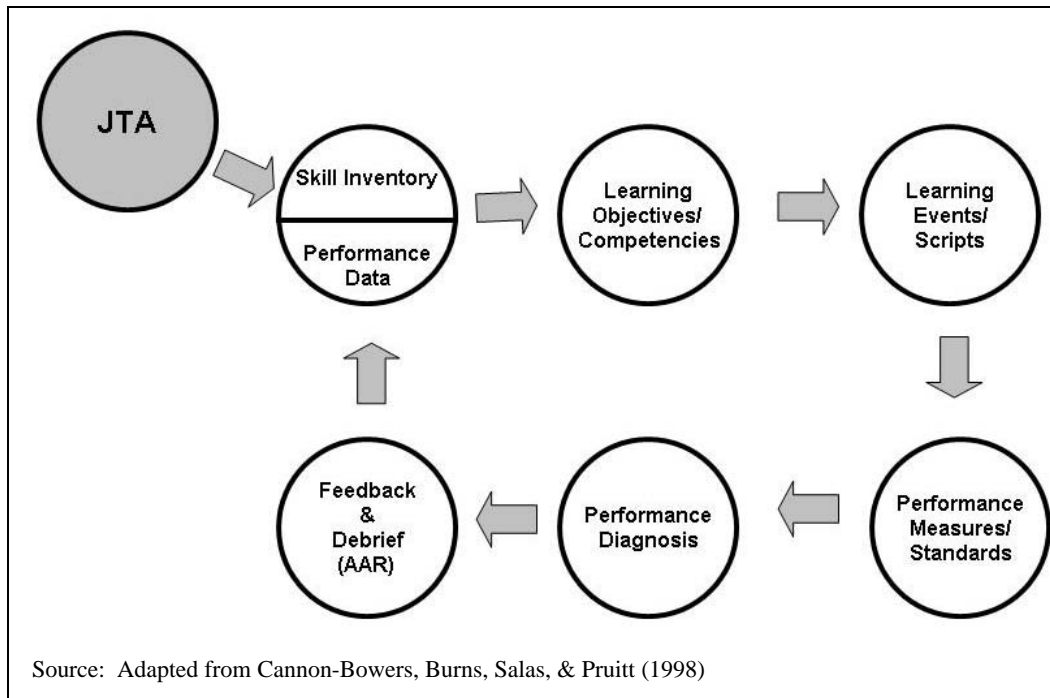 JTA
Skill Inventory
Performance
Data
Learning
Objectives/
Competencies
Learning
Events/
Scripts
Performance
Measures/
Standards
Performance
Diagnosis
Feedback
&
Debrief
(AAR)
Source:  Adapted from Cannon-Bowers, Burns, Salas, & Pruitt (1998)